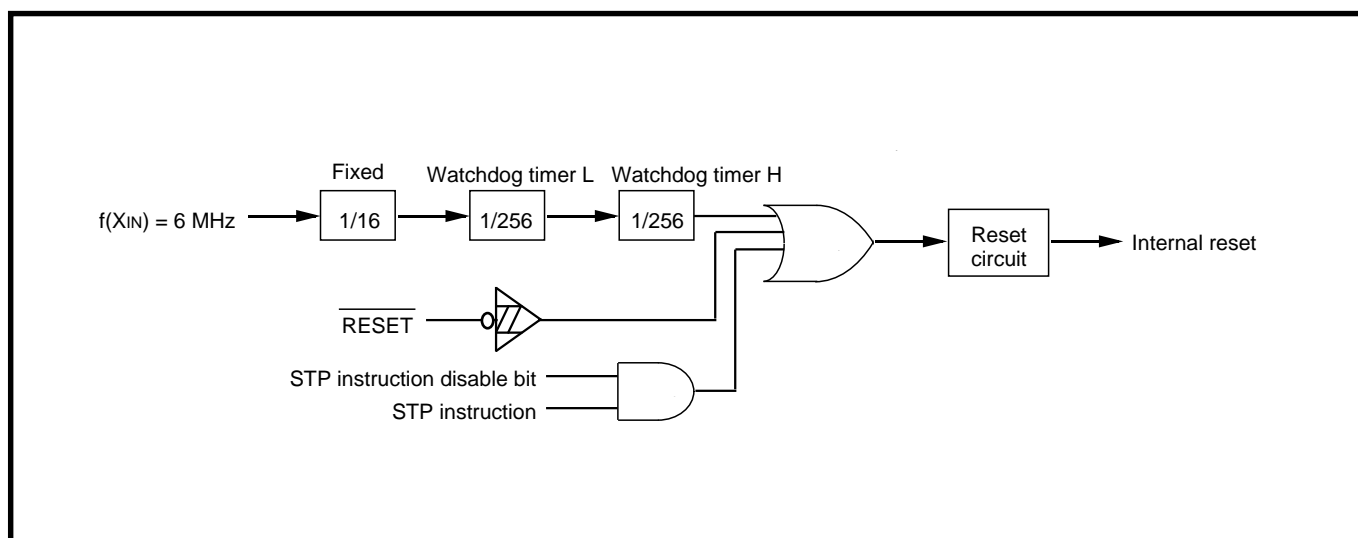 Fixed
Watchdog timer L
Watchdog timer H
f(XIN) = 6 MHz
1/16
1/256
1/256
Reset
circuit
Internal reset
RESET
STP instruction disable bit
STP instruction